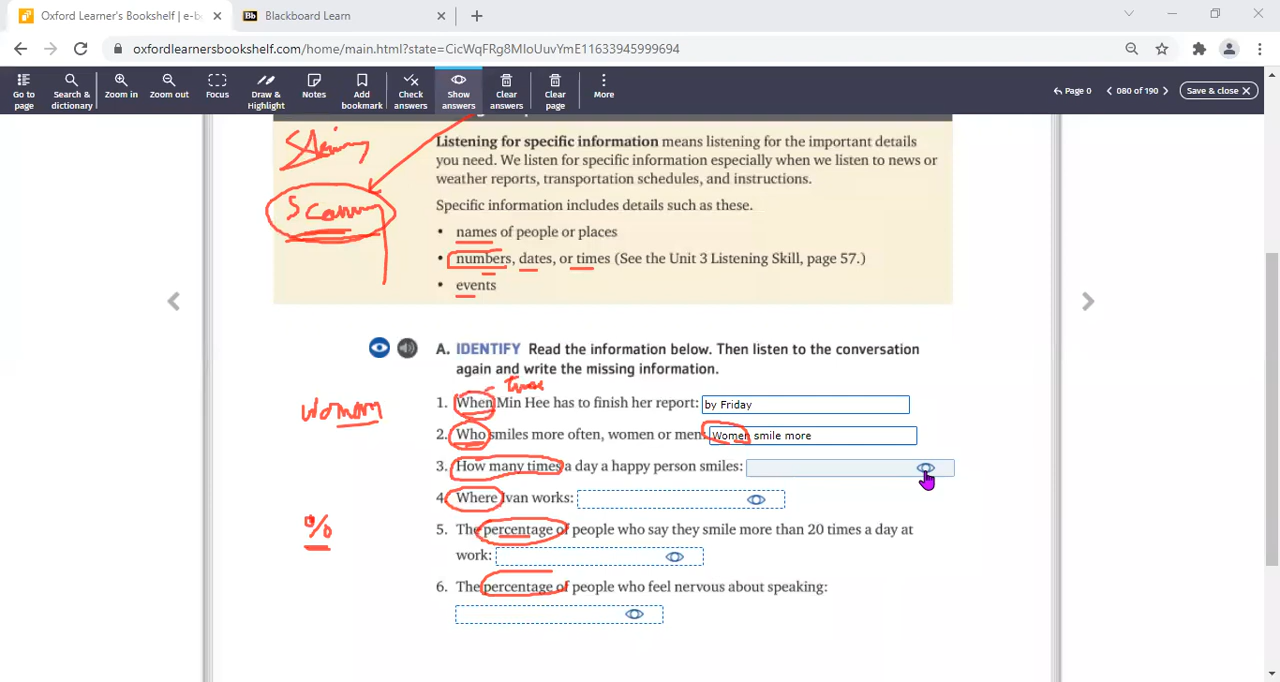 Oxford Learner's Bookshelf | e-b
Blackboard Learn
oxfordlearnersbookshelf.com/home/main.html?state=CicWqFRg8MloUuvYmE11633945999694
Go to page
Search & dictionary
Zoom in
Zoom out
Focus
Draw & Highlight
Notes
Add bookmark
Check answers
Show answers
Clear answers
Clear page
More
Page 0
080 of 190
Save & close
Listening for specific information means listening for the important details
you need. We listen for specific information especially when we listen to news or
weather reports, transportation schedules, and instructions.
Specific information includes details such as these.
• names of people or places
• numbers, dates, or times (See the Unit 3 Listening Skill, page 57.)
• events
A. IDENTIFY Read the information below. Then listen to the conversation
again and write the missing information.
time
1. When Min Hee has to finish her report: by Friday
woman
2. Who smiles more often, women or men: Women smile more
3. How many times a day a happy person smiles:
4. Where Ivan works:
%
5. The percentage of people who say they smile more than 20 times a day at
work:
6. The percentage of people who feel nervous about speaking: